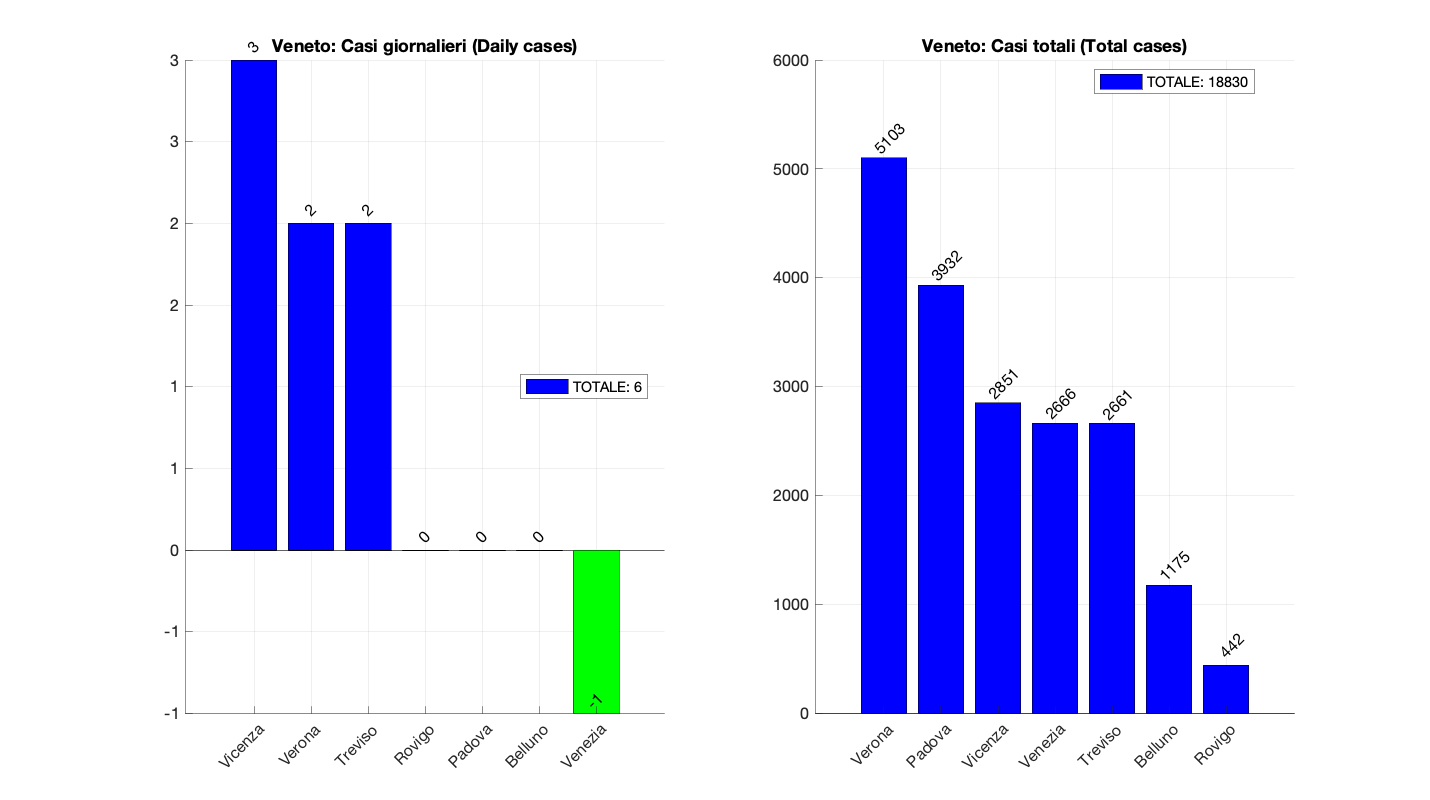 Veneto: Casi giornalieri (Daily cases)
3
3
3
2
2
1
1
0
-1
-1
2
2
0
0
0
-1
TOTALE: 6
Vicenza
Verona
Treviso
Rovigo
Padova
Belluno
Venezia
Veneto: Casi totali (Total cases)
6000
5000
4000
3000
2000
1000
0
TOTALE: 18830
5103
3932
2851
2666
2661
1175
442
Verona
Padova
Vicenza
Venezia
Treviso
Belluno
Rovigo